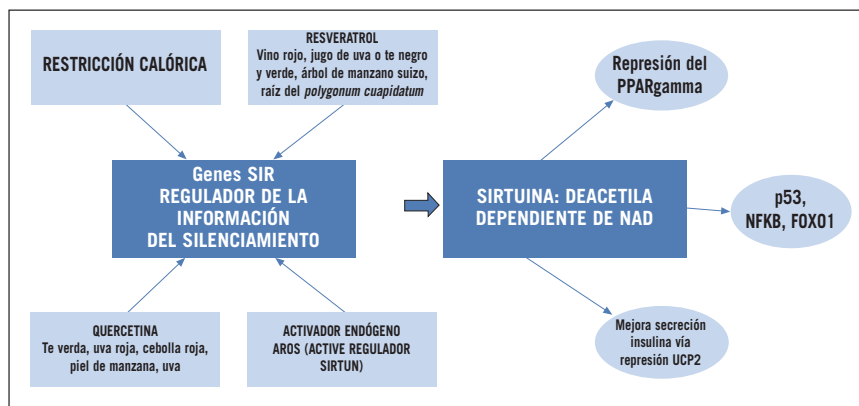 RESTRICCIÓN CALÓRICA
RESVERATROL
Vino rojo, jugo de uva o te negro
y verde, árbol de manzano suizo,
raíz del polygonum cuapidatum
Represión del
PPARgamma
Genes SIR
REGULADOR DE LA
INFORMACIÓN
DEL SILENCIAMIENTO
SIRTUINA: DEACETILA
DEPENDIENTE DE NAD
p53,
NFKB, FOXO1
QUERCETINA
Te verda, uva roja, cebolla roja,
piel de manzana, uva
ACTIVADOR ENDÓGENO
AROS (ACTIVE REGULADOR
SIRTUN)
Mejora secreción
insulina vía
represión UCP2